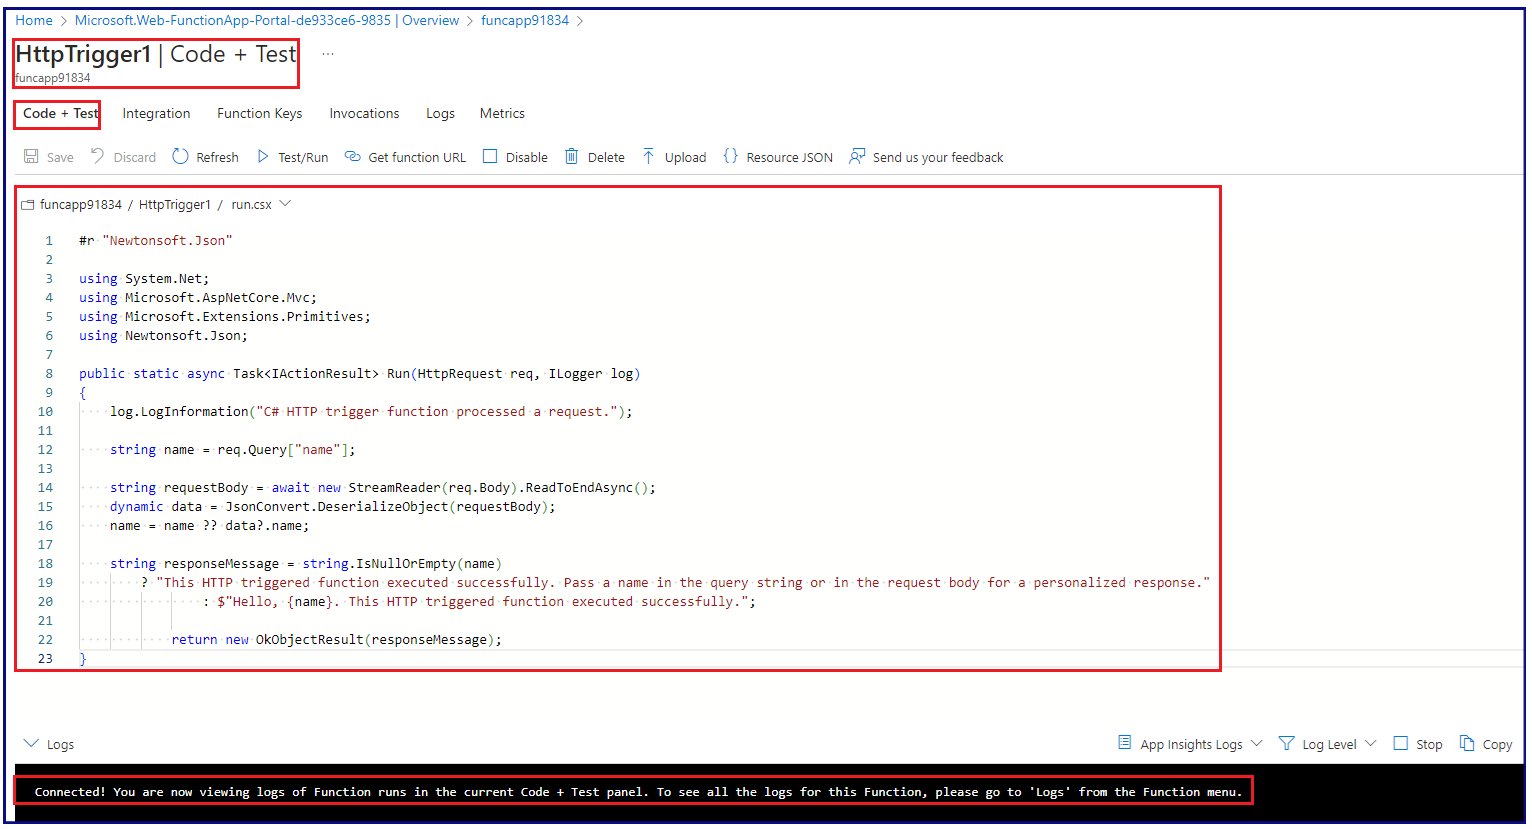 Home > Microsoft.Web-FunctionApp-Portal-de933ce6-9835 | Overview > funcapp91834 >
HttpTrigger1 | Code + Test ...
funcapp91834
Code + Test Integration Function Keys Invocations Logs Metrics
Save Discard Refresh Test/Run Get function URL Disable Delete Upload {} Resource JSON Send us your feedback
funcapp91834 / HttpTrigger1 / run.csx
1 #r "Newtonsoft.Json"
2
3 using System.Net;
4 using Microsoft.AspNetCore.Mvc;
5 using Microsoft.Extensions.Primitives;
6 using Newtonsoft.Json;
7
8 public static async Task<IActionResult> Run(HttpRequest req, ILogger log)
9 {
10 log.LogInformation("C# HTTP trigger function processed a request.");
11
12 string name = req.Query["name"];
13
14 string requestBody = await new StreamReader(req.Body).ReadToEndAsync();
15 dynamic data = JsonConvert.DeserializeObject(requestBody);
16 name = name ?? data?.name;
17
18 string responseMessage = string.IsNullOrEmpty(name)
19 ? "This HTTP triggered function executed successfully. Pass a name in the query string or in the request body for a personalized response."
20 : $"Hello, {name}. This HTTP triggered function executed successfully.";
21
22 return new OkObjectResult(responseMessage);
23 }
Logs App Insights Logs Log Level Stop Copy
Connected! You are now viewing logs of Function runs in the current Code + Test panel. To see all the logs for this Function, please go to 'Logs' from the Function menu.